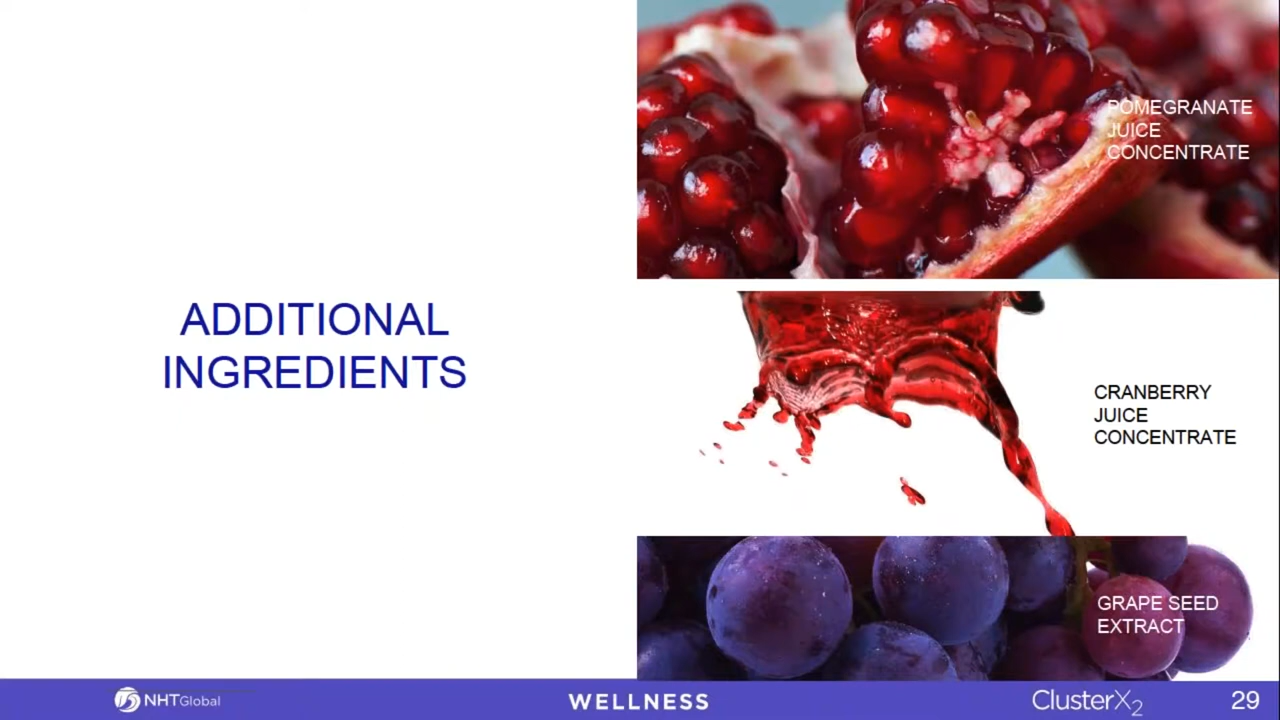 ADDITIONAL
INGREDIENTS
POMEGRANATE
JUICE
CONCENTRATE
CRANBERRY
JUICE
CONCENTRATE
GRAPE SEED
EXTRACT
NHTGlobal
WELLNESS
ClusterX2
29